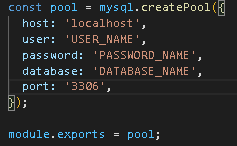 const pool = mysql.createPool({
host: 'localhost',
user: 'USER_NAME',
password: 'PASSWORD_NAME',
database: 'DATABASE_NAME',
port: '3306',
});
module.exports = pool;